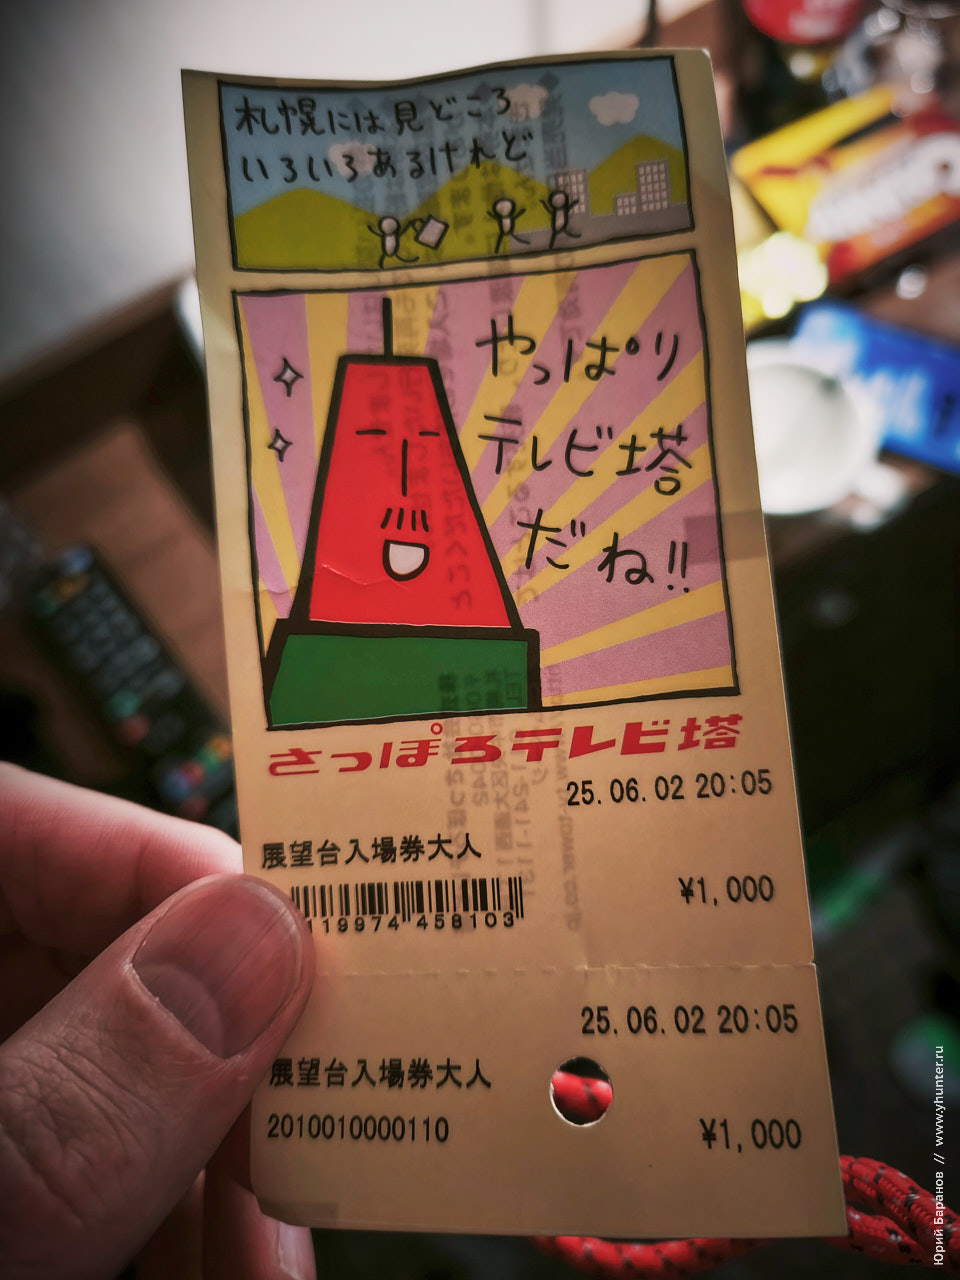 札幌には見どころ
いろいろあるけれど
やっぱり
テレビ塔
だね!!
さっぽろテレビ塔
25.06.02 20:05
展望台入場券大人
¥1,000
119974 458103
25.06.02 20:05
展望台入場券大人
2010010000110
¥1,000
Юрий Баранов // www.yhunter.ru